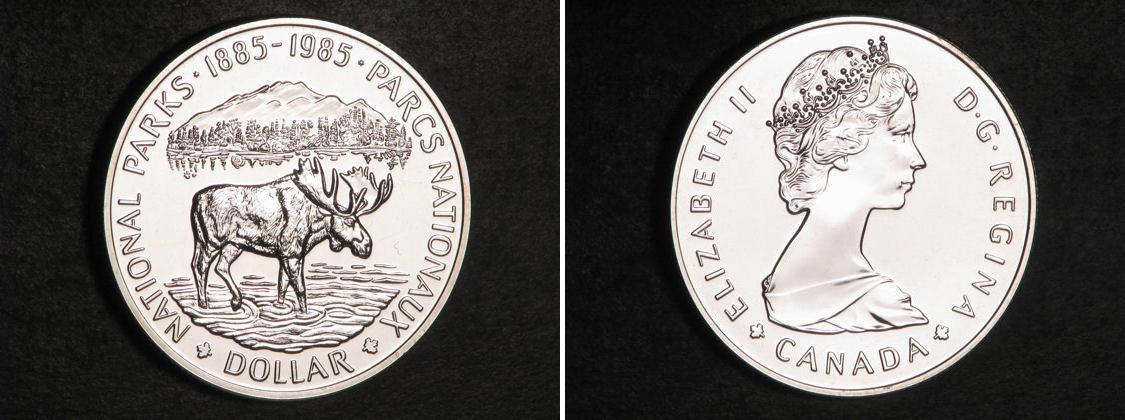 NATIONAL PARKS · 1885-1985 · PARCS NATIONAUX
DOLLAR
ELIZABETH II
D·G·REGINA
CANADA